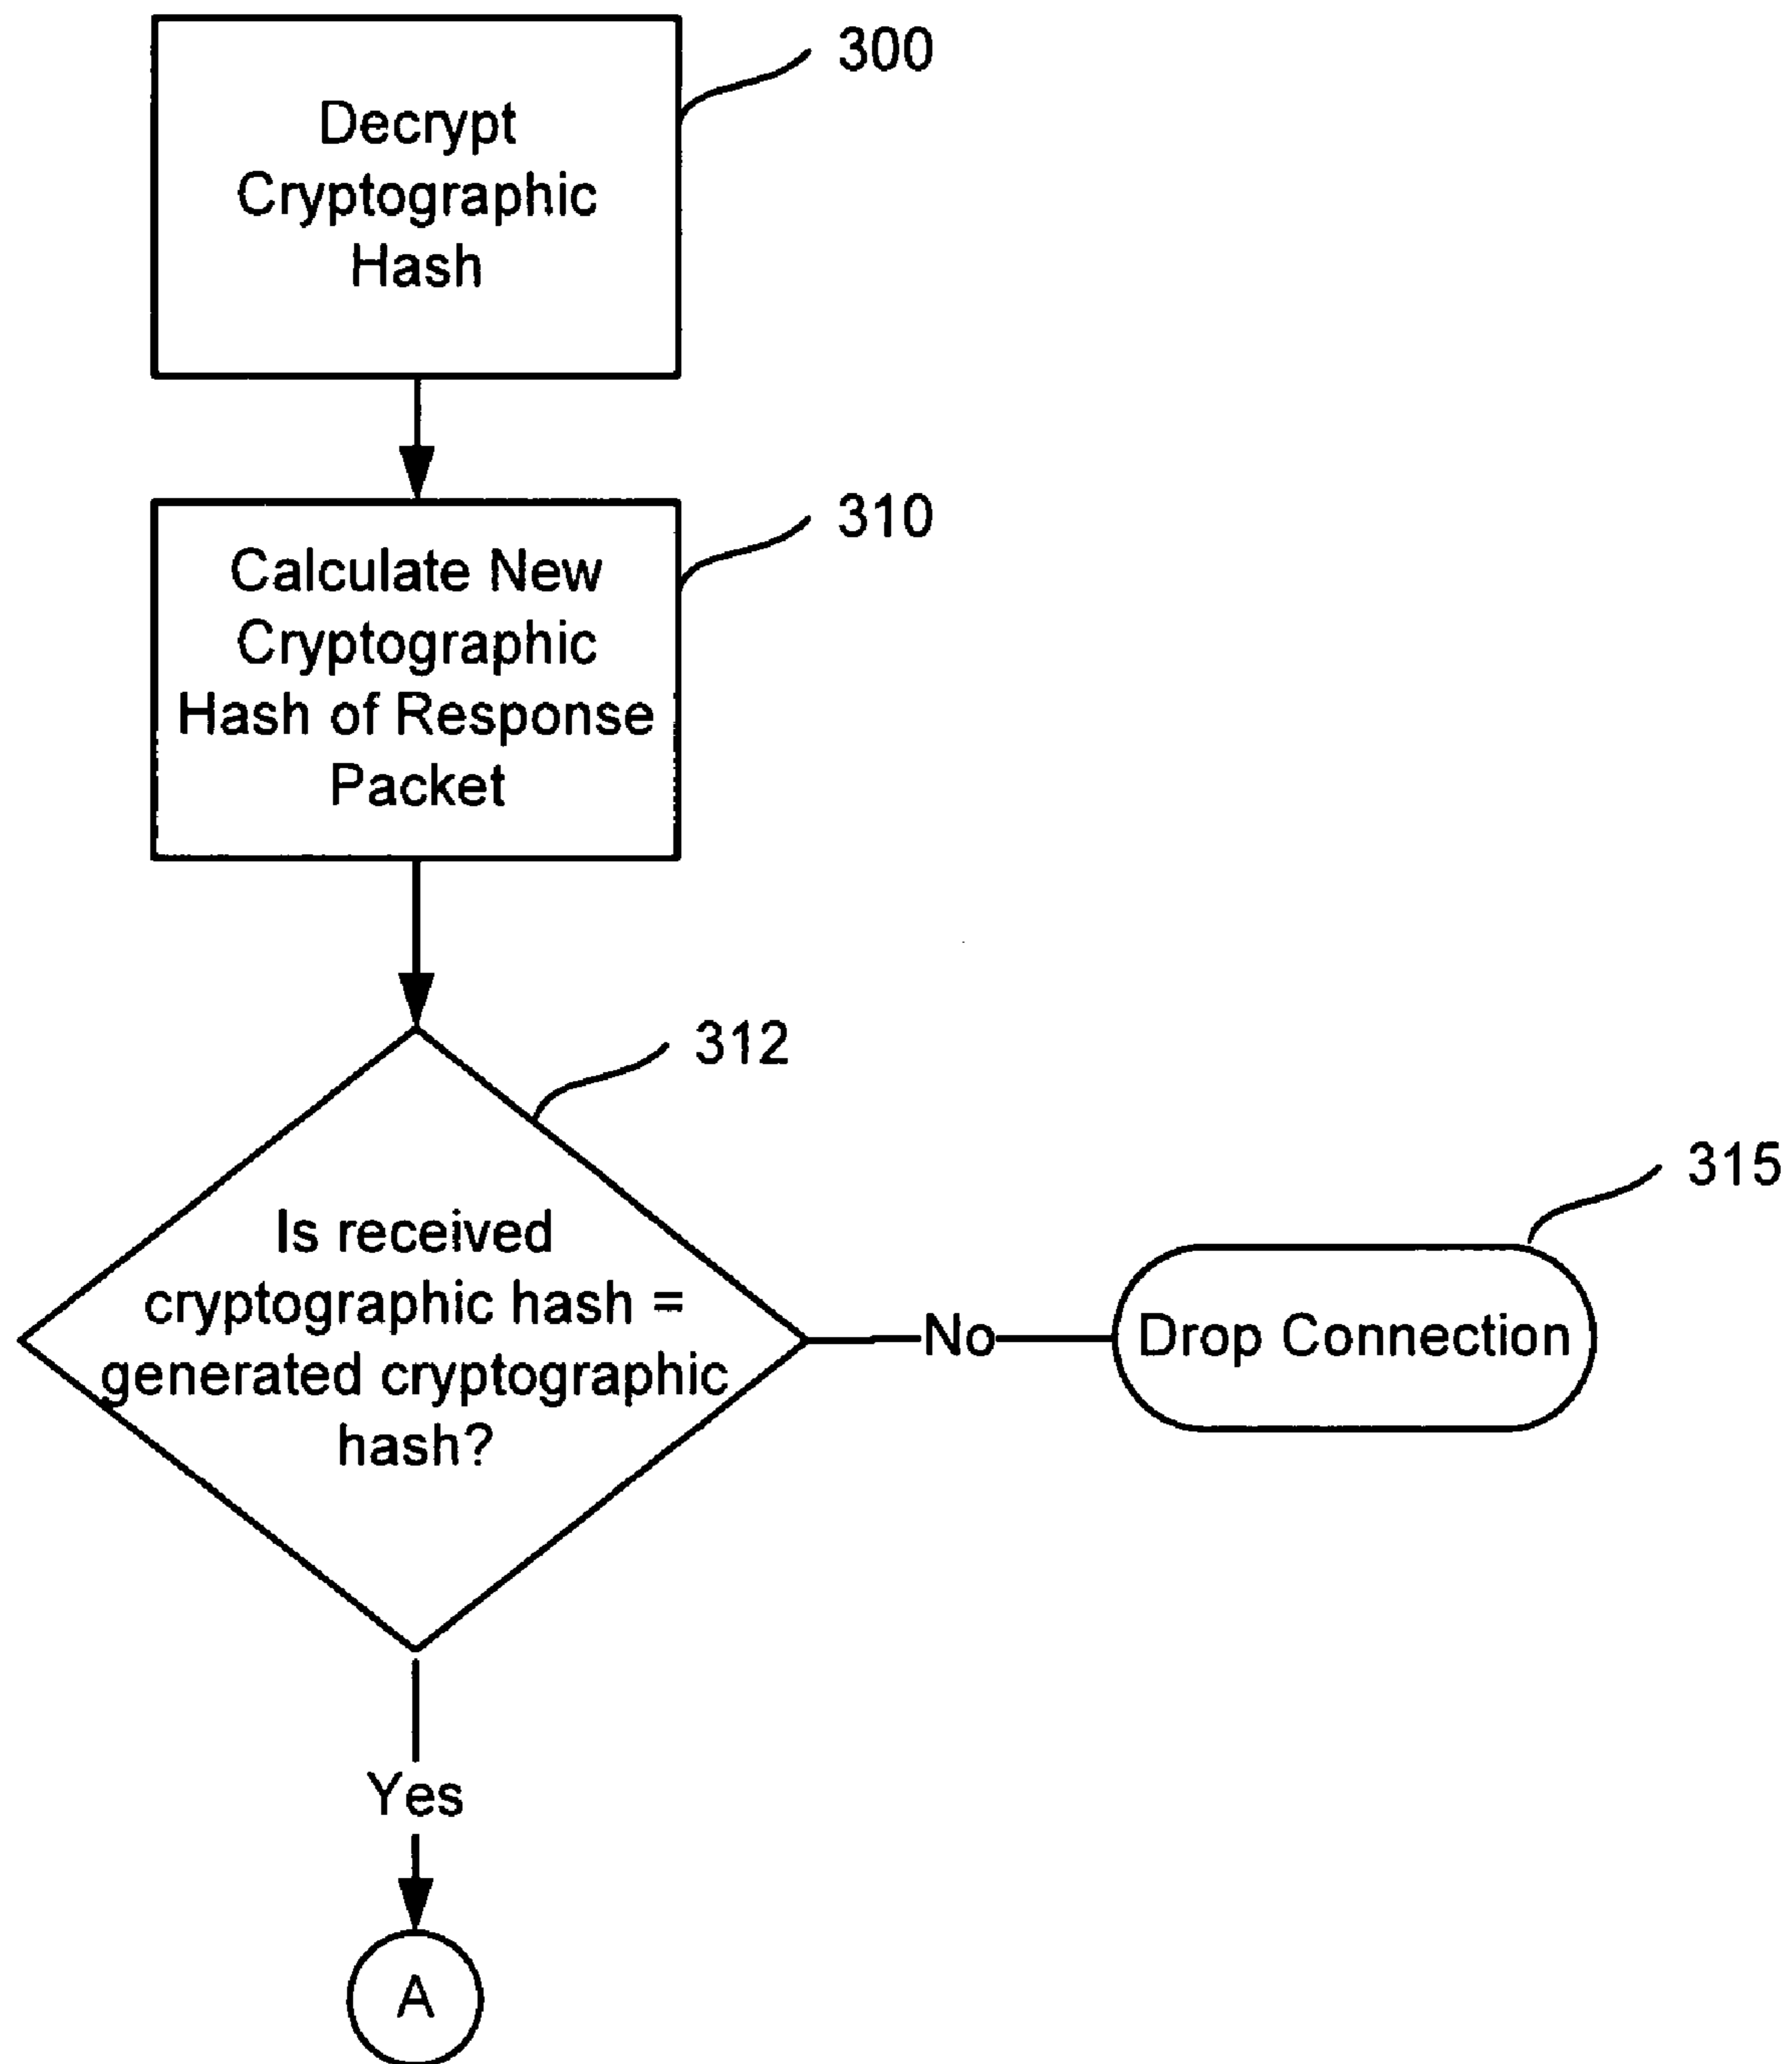 300
Decrypt
Cryptographic
Hash
310
Calculate New
Cryptographic
Hash of Response
Packet
312
315
Is received
cryptographic hash =
generated cryptographic
hash?
No
Drop Connection
Yes
A